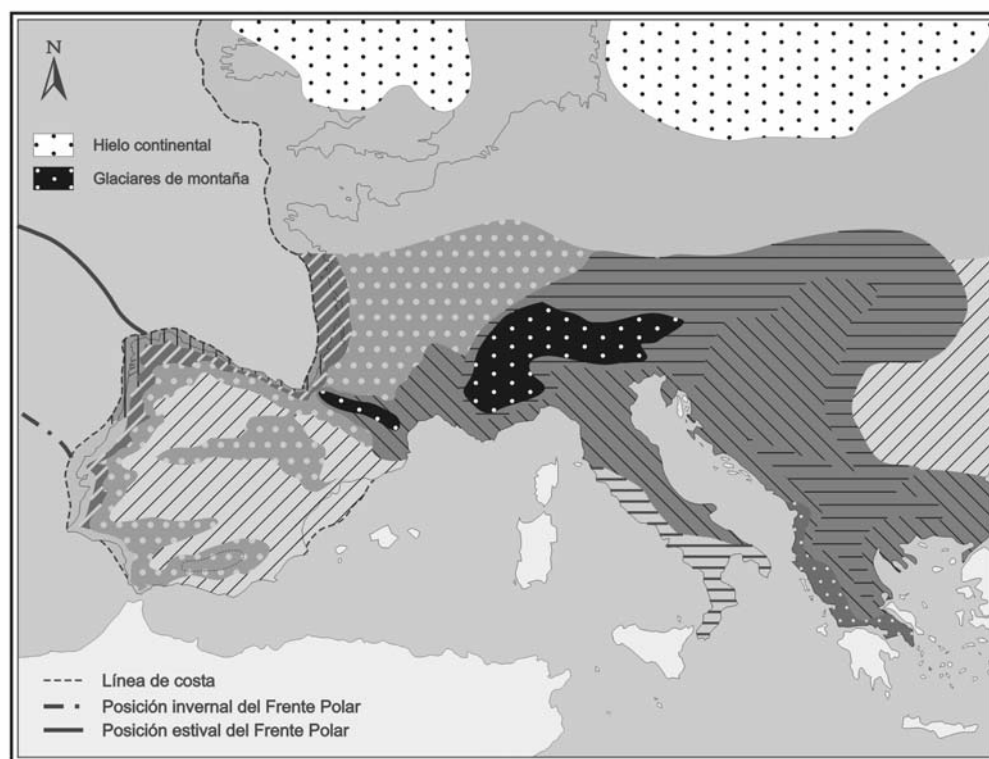 N
Hielo continental
Glaciares de montaña
Línea de costa
Posición invernal del Frente Polar
Posición estival del Frente Polar